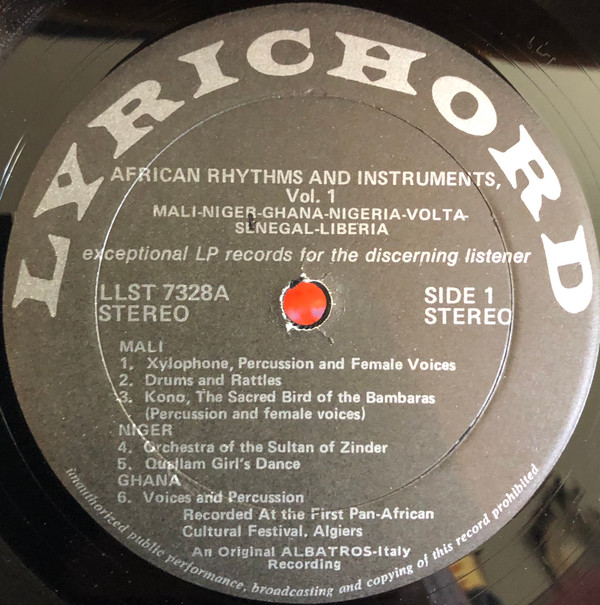 LYRICHORD
AFRICAN RHYTHMS AND INSTRUMENTS,
Vol. 1
MALI-NIGER-GHANA-NIGERIA-VOLTA-
SENEGAL-LIBERIA
exceptional LP records for the discerning listener
LLST 7328A
STEREO
SIDE 1
STEREO
MALI
1. Xylophone, Percussion and Female Voices
2. Drums and Rattles
3. Kono, The Sacred Bird of the Bambaras
(Percussion and female voices)
NIGER
4. Orchestra of the Sultan of Zinder
5. Quallam Girl's Dance
GHANA
6. Voices and Percussion
Recorded At the First Pan-African
Cultural Festival, Algiers
An Original ALBATROS-Italy
Recording
unauthorized public performance, broadcasting and copying of this record prohibited